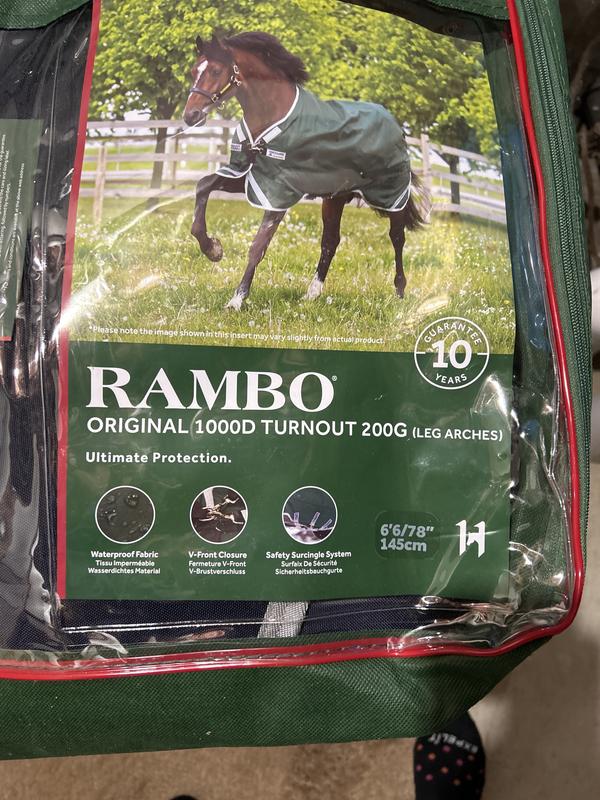 *Please note the image shown in this insert may vary slightly from actual product.
GUARANTEE
10
YEARS
RAMBO®
ORIGINAL 1000D TURNOUT 200G (LEG ARCHES)
Ultimate Protection.
Waterproof Fabric
Tissu Imperméable
Wasserdichtes Material
V-Front Closure
Fermeture V-Front
V-Brustverschluss
Safety Surcingle System
Surfaix De Sécurité
Sicherheitsbauchgurte
6'6/78"
145cm
H